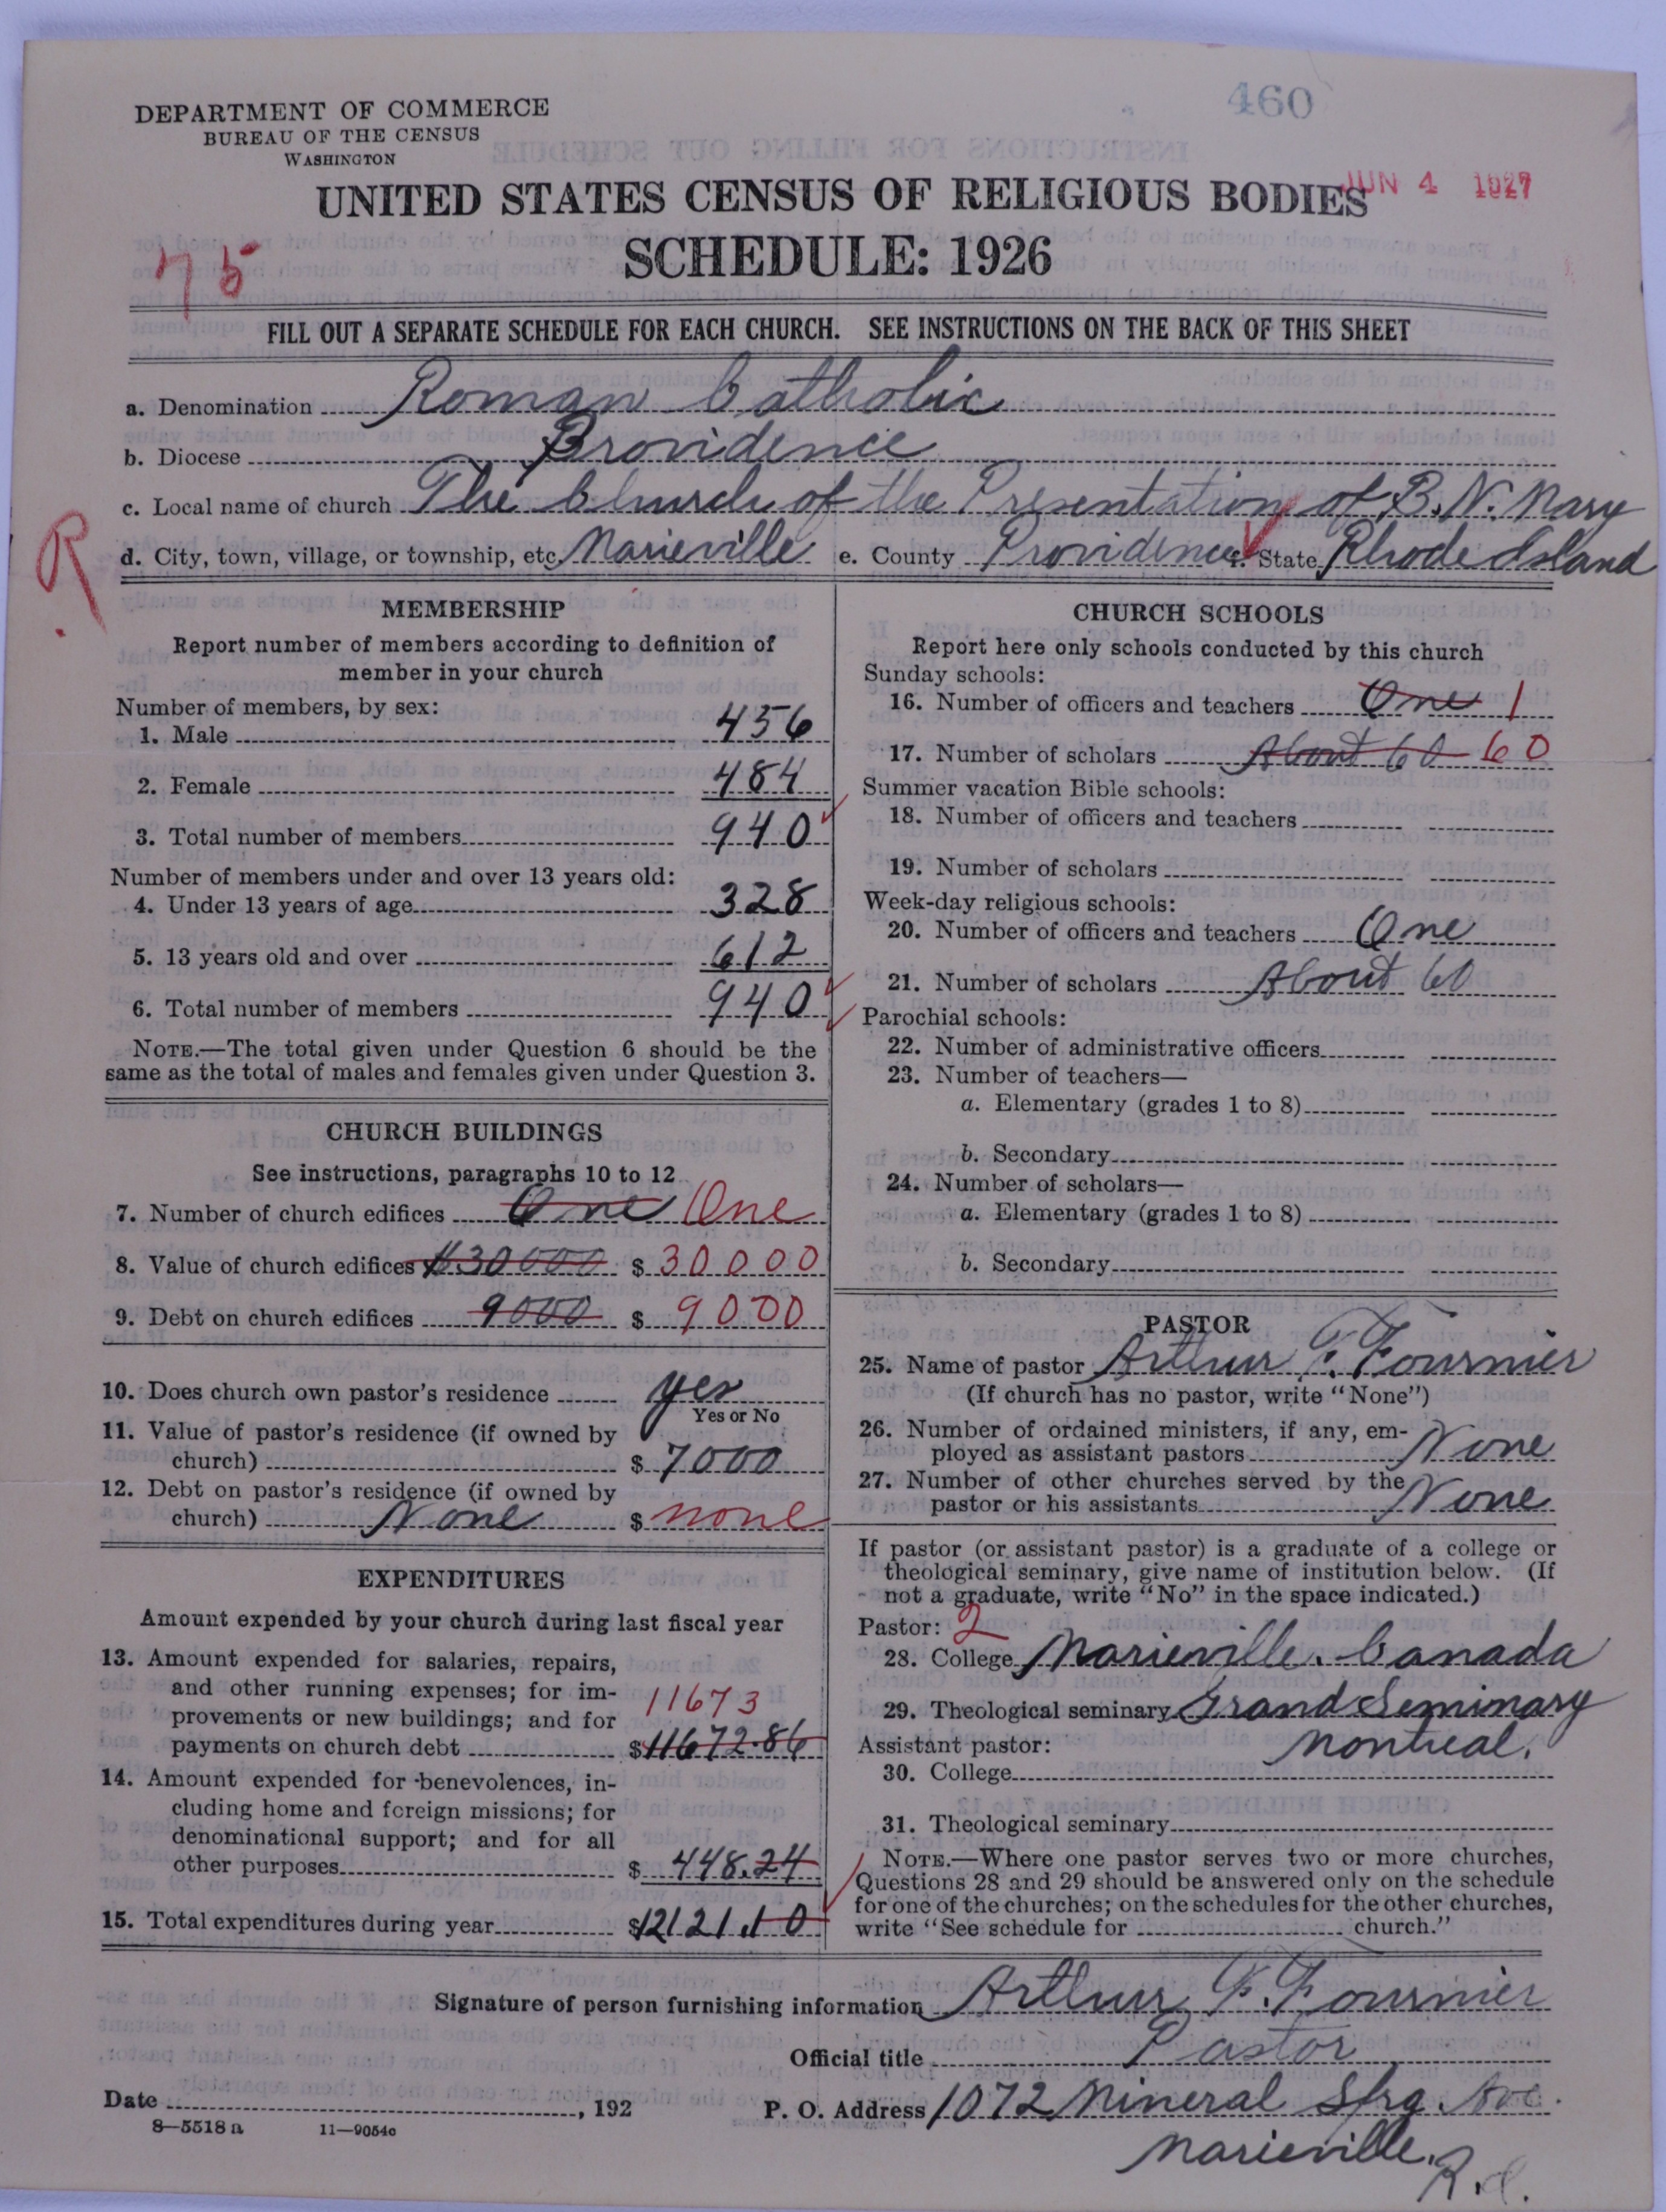 460
DEPARTMENT OF COMMERCE
BUREAU OF THE CENSUS
WASHINGTON
JUN 4 1927
UNITED STATES CENSUS OF RELIGIOUS BODIES
SCHEDULE: 1926
75
FILL OUT A SEPARATE SCHEDULE FOR EACH CHURCH. SEE INSTRUCTIONS ON THE BACK OF THIS SHEET
a. Denomination Roman Catholic
b. Diocese Providence
c. Local name of church The Church of the Presentation of B.V. Mary
R.
d. City, town, village, or township, etc. Marieville e. County Providence f. State Rhode Island
MEMBERSHIP
Report number of members according to definition of
member in your church
Number of members, by sex:
1. Male 456
2. Female 484
3. Total number of members 940
Number of members under and over 13 years old:
4. Under 13 years of age 328
5. 13 years old and over 612
6. Total number of members 940
NOTE.—The total given under Question 6 should be the
same as the total of males and females given under Question 3.
CHURCH BUILDINGS
See instructions, paragraphs 10 to 12
7. Number of church edifices One One
8. Value of church edifices $30000 $ 30000
9. Debt on church edifices 9000 $ 9000
10. Does church own pastor's residence yes
Yes or No
11. Value of pastor's residence (if owned by
church) $ 7000
12. Debt on pastor's residence (if owned by
church) None $ none
EXPENDITURES
Amount expended by your church during last fiscal year
13. Amount expended for salaries, repairs,
and other running expenses; for im-
provements or new buildings; and for 11673
payments on church debt $11672.86
14. Amount expended for benevolences, in-
cluding home and foreign missions; for
denominational support; and for all
other purposes $ 448.24
15. Total expenditures during year $12121.10
CHURCH SCHOOLS
Report here only schools conducted by this church
Sunday schools:
16. Number of officers and teachers One 1
17. Number of scholars About 60 60
Summer vacation Bible schools:
18. Number of officers and teachers
19. Number of scholars
Week-day religious schools:
20. Number of officers and teachers One
21. Number of scholars About 60
Parochial schools:
22. Number of administrative officers
23. Number of teachers—
a. Elementary (grades 1 to 8)
b. Secondary
24. Number of scholars—
a. Elementary (grades 1 to 8)
b. Secondary
PASTOR
25. Name of pastor Arthur F. Fournier
(If church has no pastor, write "None")
26. Number of ordained ministers, if any, em-
ployed as assistant pastors None
27. Number of other churches served by the
pastor or his assistants None
If pastor (or assistant pastor) is a graduate of a college or
theological seminary, give name of institution below. (If
not a graduate, write "No" in the space indicated.)
Pastor: 2
28. College Marieville. Canada
29. Theological seminary Grand Seminary
Assistant pastor: Montreal.
30. College
31. Theological seminary
NOTE.—Where one pastor serves two or more churches,
Questions 28 and 29 should be answered only on the schedule
for one of the churches; on the schedules for the other churches,
write "See schedule for church."
Signature of person furnishing information Arthur F. Fournier
Official title Pastor
Date , 192 P. O. Address 1072 Mineral Sprg. Ave.
8—5518 a 11—9054c
Marieville. R.I.